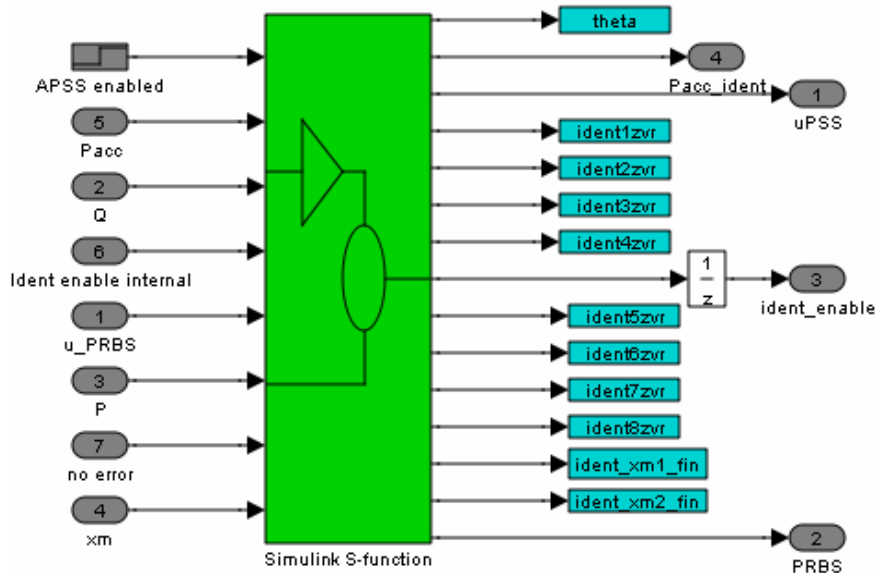 APSS enabled
5
Pacc
2
Q
6
Ident enable internal
1
u_PRBS
3
P
7
no error
4
xm
Simulink S-function
theta
4
Pacc_ident
1
uPSS
ident1zvr
ident2zvr
ident3zvr
ident4zvr
1
z
3
ident_enable
ident5zvr
ident6zvr
ident7zvr
ident8zvr
ident_xm1_fin
ident_xm2_fin
2
PRBS